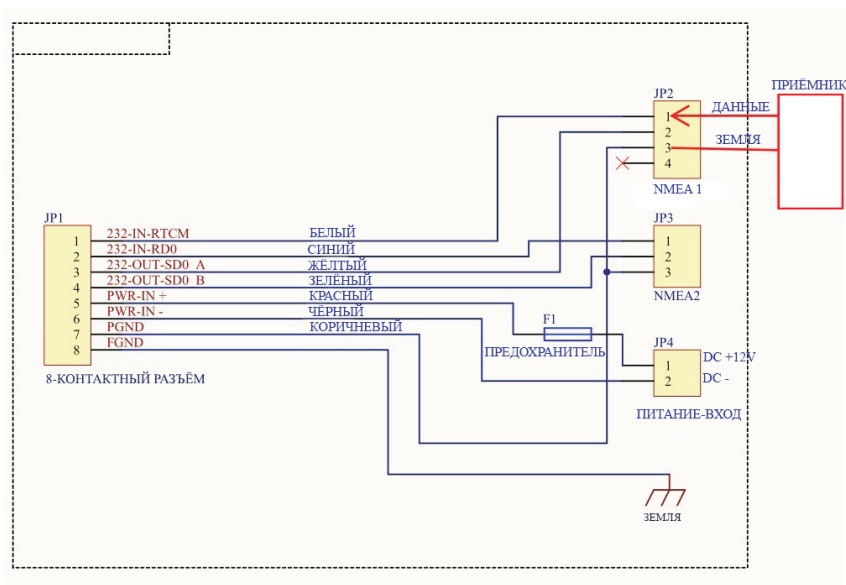 ПРИЁМНИК
JP2
ДАННЫЕ
1
2
ЗЕМЛЯ
3
4
NMEA 1
JP1
JP3
232-IN-RTCM
БЕЛЫЙ
1
1
232-IN-RD0
СИНИЙ
2
2
232-OUT-SD0_A
ЖЁЛТЫЙ
3
3
232-OUT-SD0_B
ЗЕЛЁНЫЙ
4
NMEA2
PWR-IN +
КРАСНЫЙ
5
PWR-IN -
ЧЁРНЫЙ
6
F1
PGND
КОРИЧНЕВЫЙ
7
FGND
8
ПРЕДОХРАНИТЕЛЬ
JP4
DC +12V
1
8-КОНТАКТНЫЙ РАЗЪЁМ
2
DC -
ПИТАНИЕ-ВХОД
ЗЕМЛЯ